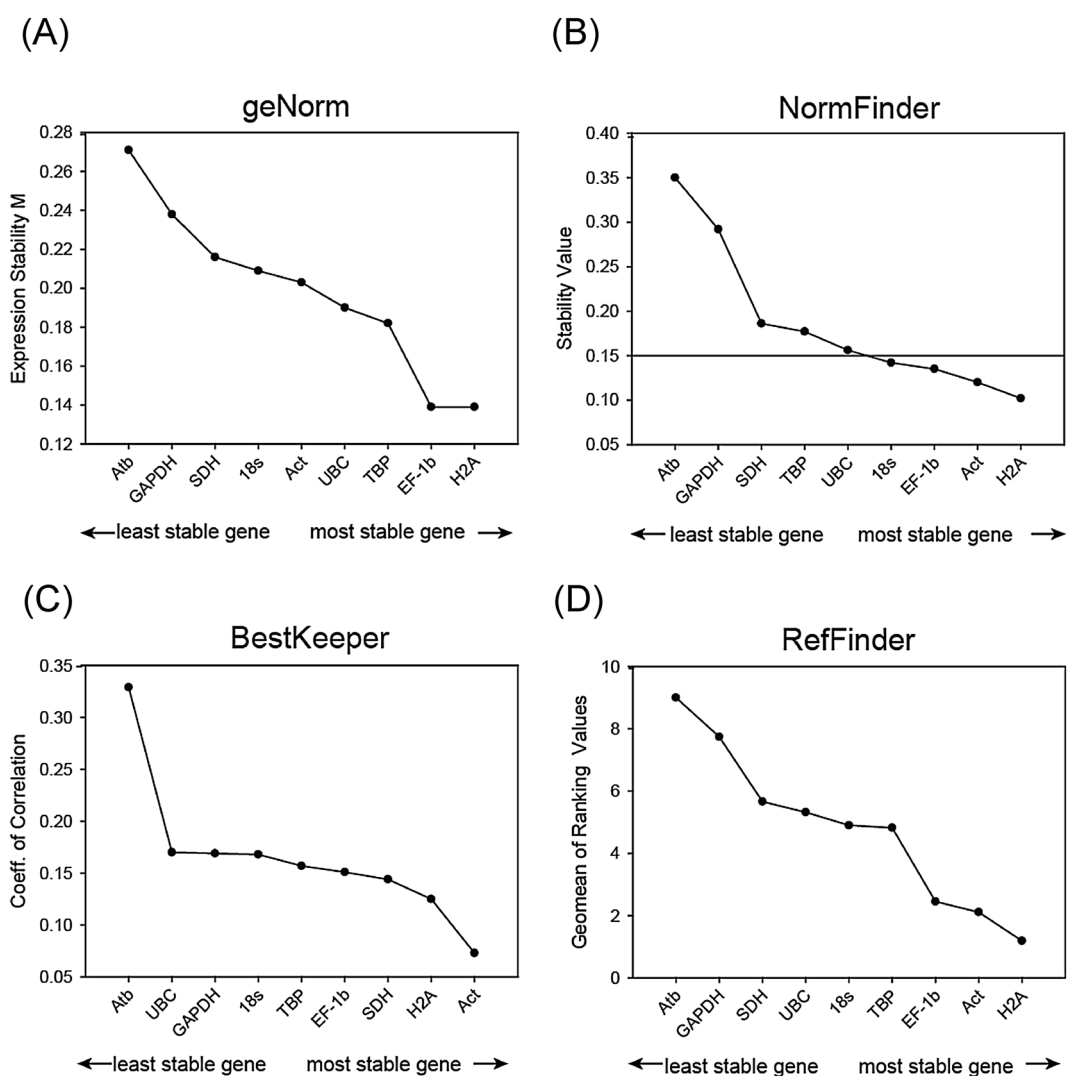 (A)
geNorm
Expression Stability M
0.28
0.26
0.24
0.22
0.20
0.18
0.16
0.14
0.12
Atb GAPDH SDH 18s Act UBC TBP EF-1b H2A
least stable gene most stable gene
(B)
NormFinder
Stability Value
0.40
0.35
0.30
0.25
0.20
0.15
0.10
0.05
Atb GAPDH SDH TBP UBC 18s EF-1b Act H2A
least stable gene most stable gene
(C)
BestKeeper
Coeff. of Correlation
0.35
0.30
0.25
0.20
0.15
0.10
0.05
Atb UBC GAPDH 18s TBP EF-1b SDH H2A Act
least stable gene most stable gene
(D)
RefFinder
Geomean of Ranking Values
10
8
6
4
2
0
Atb GAPDH SDH UBC 18s TBP EF-1b Act H2A
least stable gene most stable gene